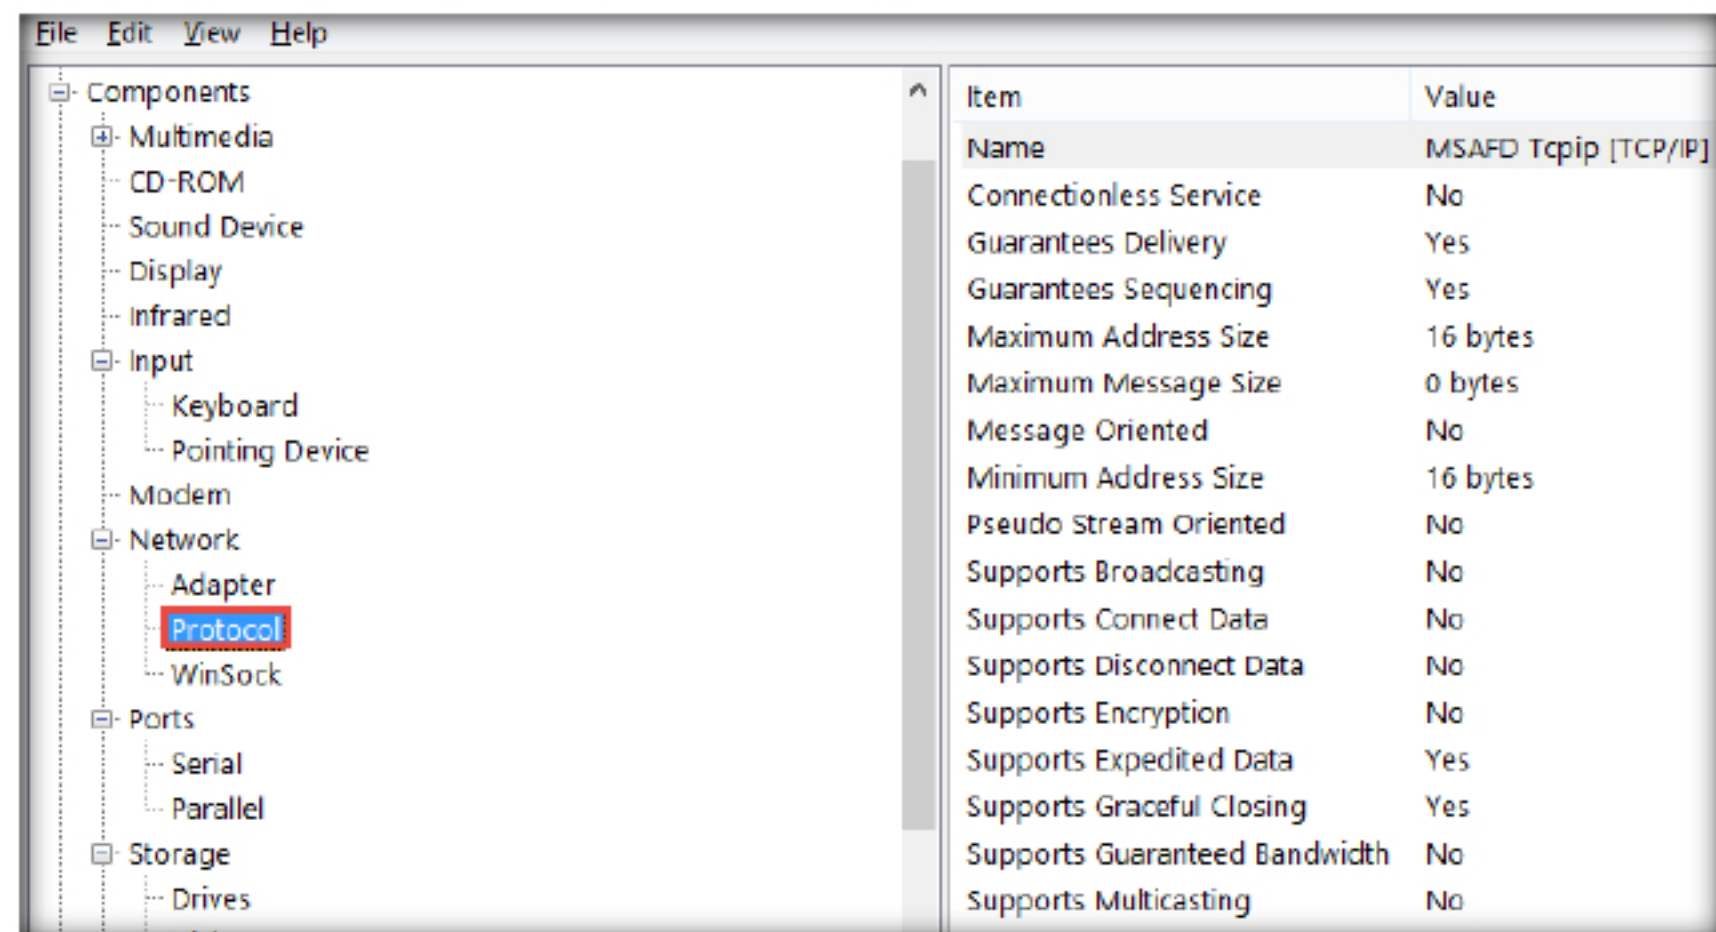 File Edit View Help
Components
Multimedia
CD-ROM
Sound Device
Display
Infrared
Input
Keyboard
Pointing Device
Modem
Network
Adapter
Protocol
WinSock
Ports
Serial
Parallel
Storage
Drives
Item Value
Name MSAFD Tcpip [TCP/IP]
Connectionless Service No
Guarantees Delivery Yes
Guarantees Sequencing Yes
Maximum Address Size 16 bytes
Maximum Message Size 0 bytes
Message Oriented No
Minimum Address Size 16 bytes
Pseudo Stream Oriented No
Supports Broadcasting No
Supports Connect Data No
Supports Disconnect Data No
Supports Encryption No
Supports Expedited Data Yes
Supports Graceful Closing Yes
Supports Guaranteed Bandwidth No
Supports Multicasting No